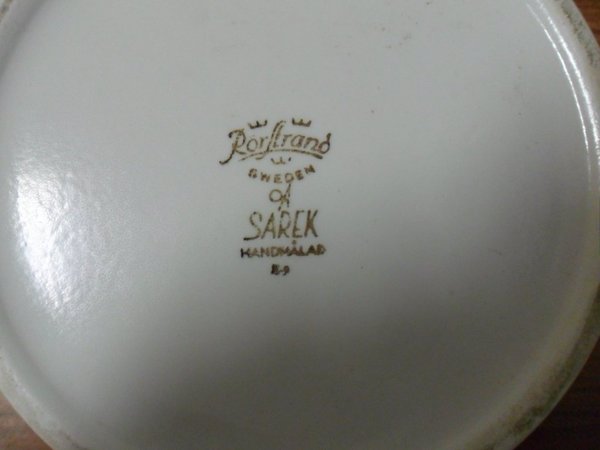 Rörstrand
SWEDEN
SAREK
HANDMÅLAD